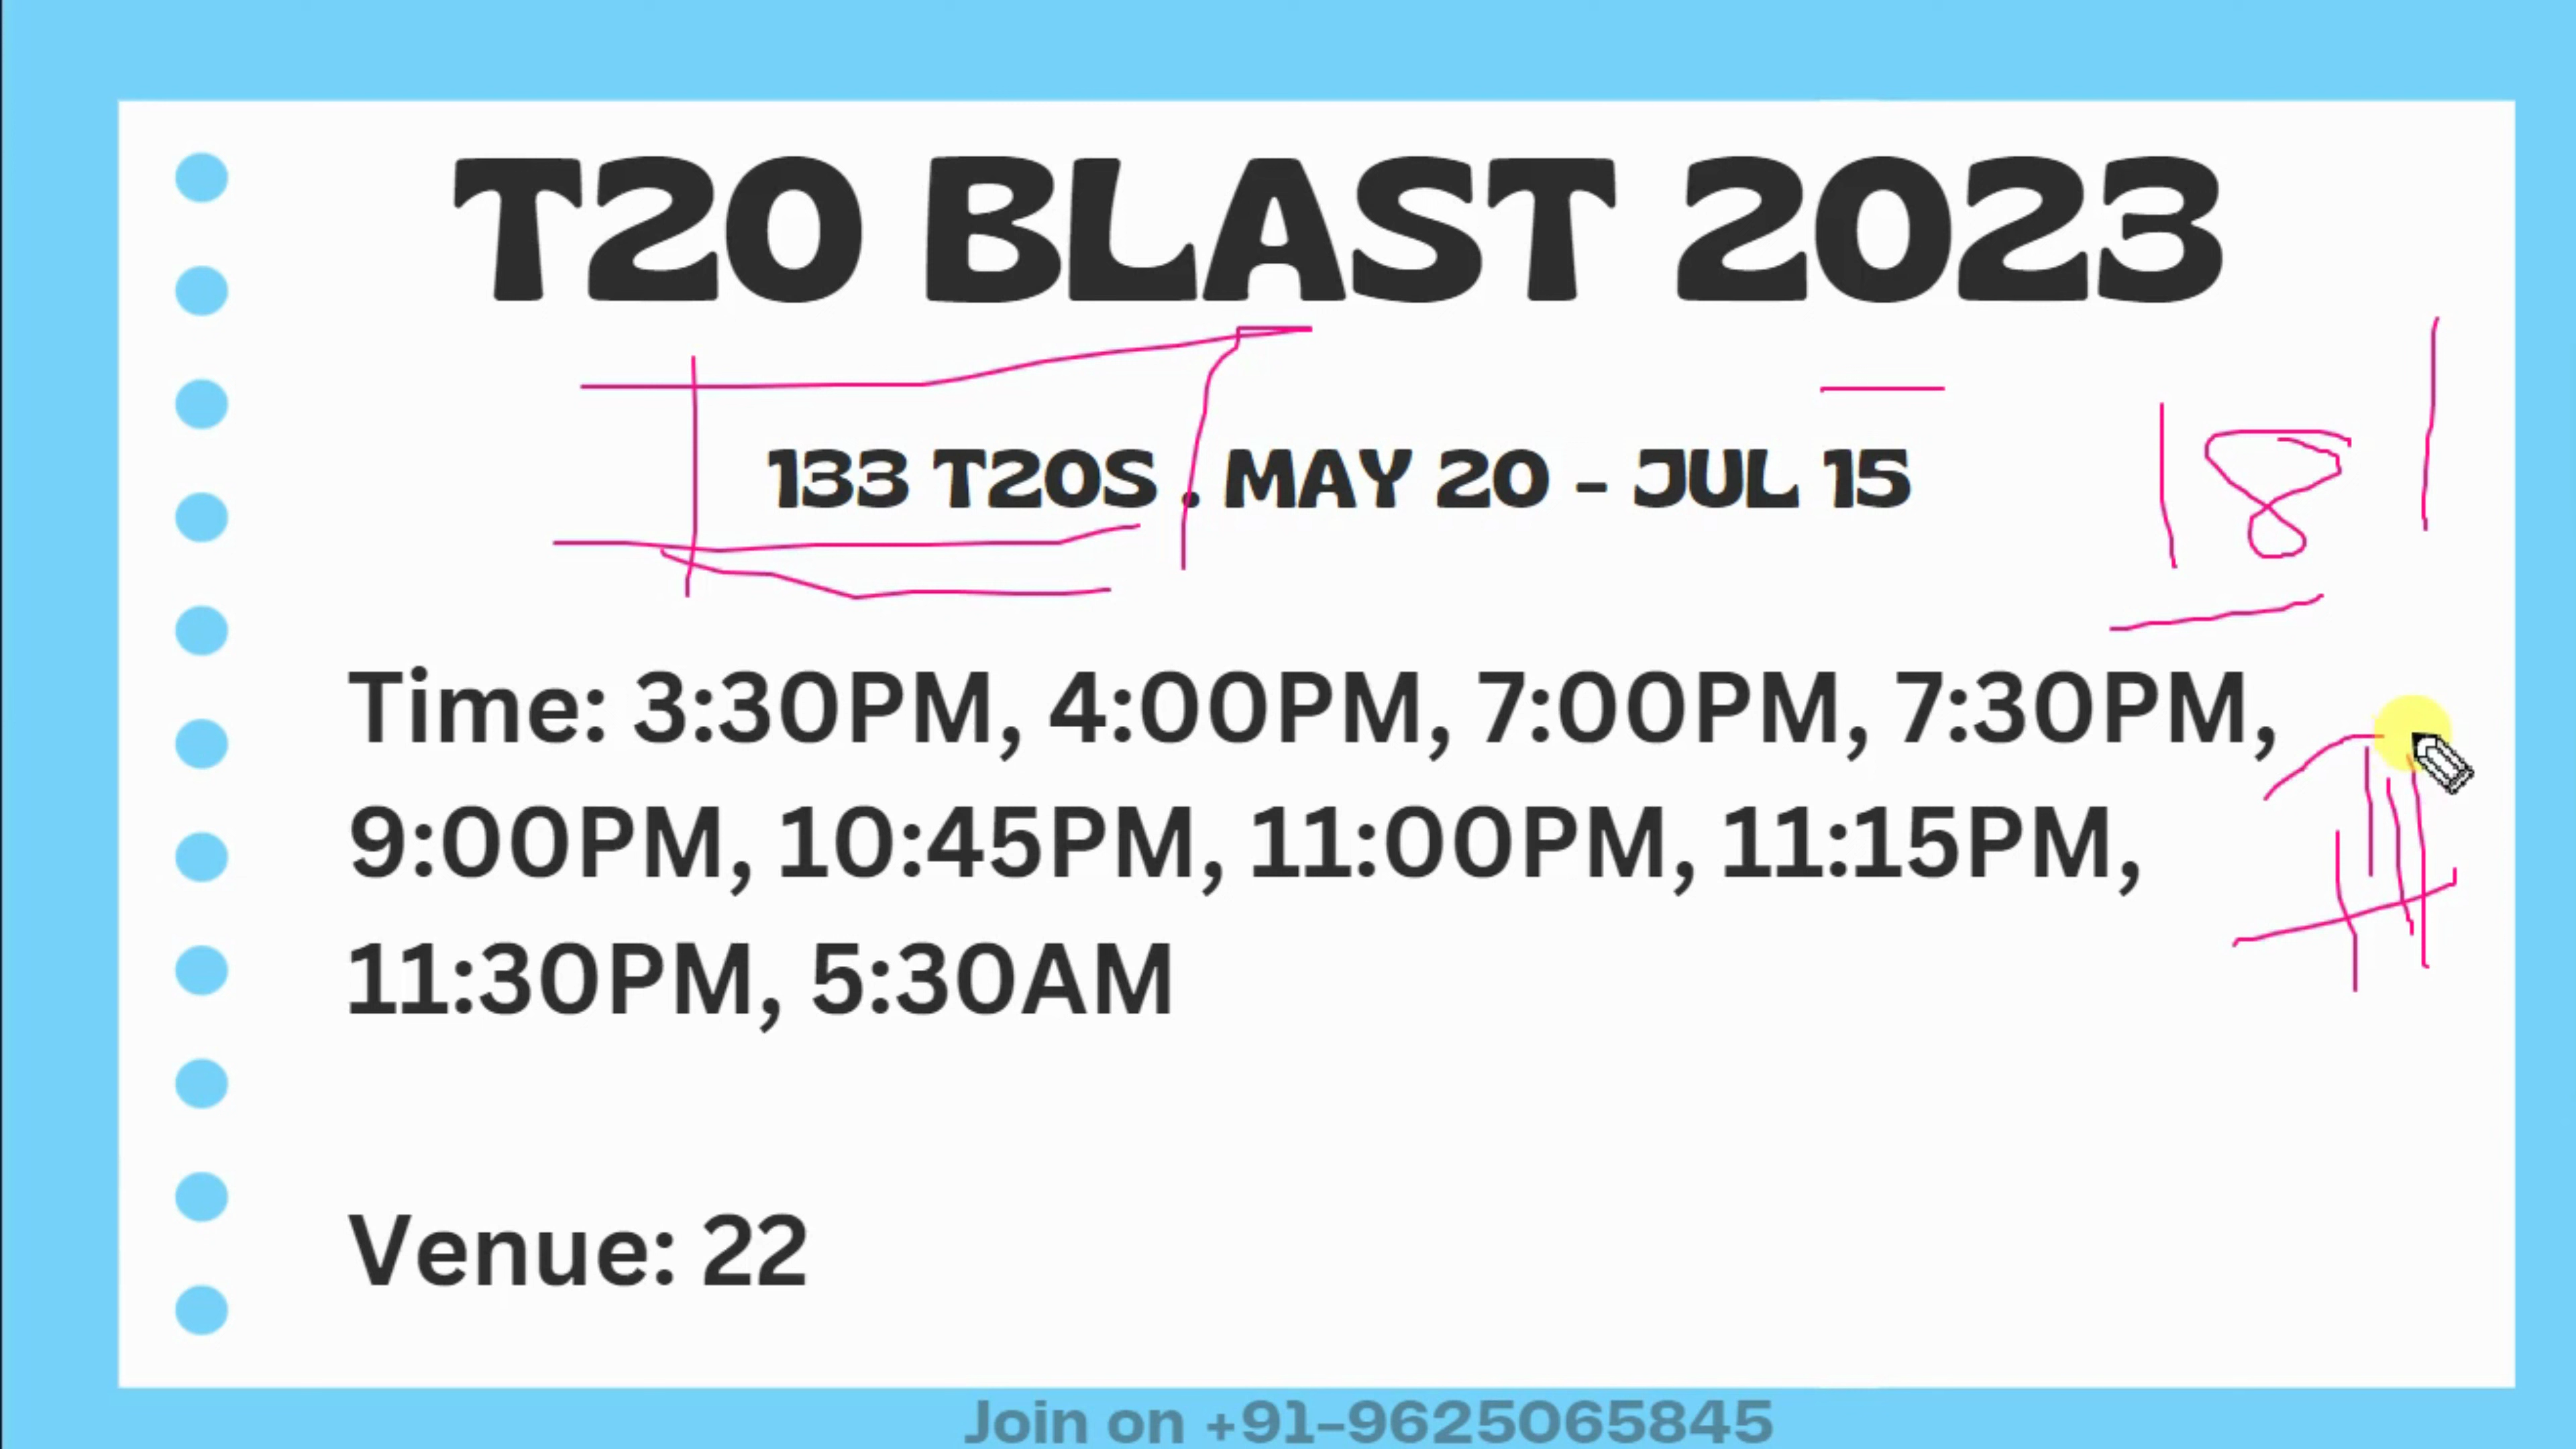 T20 BLAST 2023
133 T20S . MAY 20 - JUL 15
18
Time: 3:30PM, 4:00PM, 7:00PM, 7:30PM,
9:00PM, 10:45PM, 11:00PM, 11:15PM,
11:30PM, 5:30AM
Venue: 22
Join on +91-9625065845